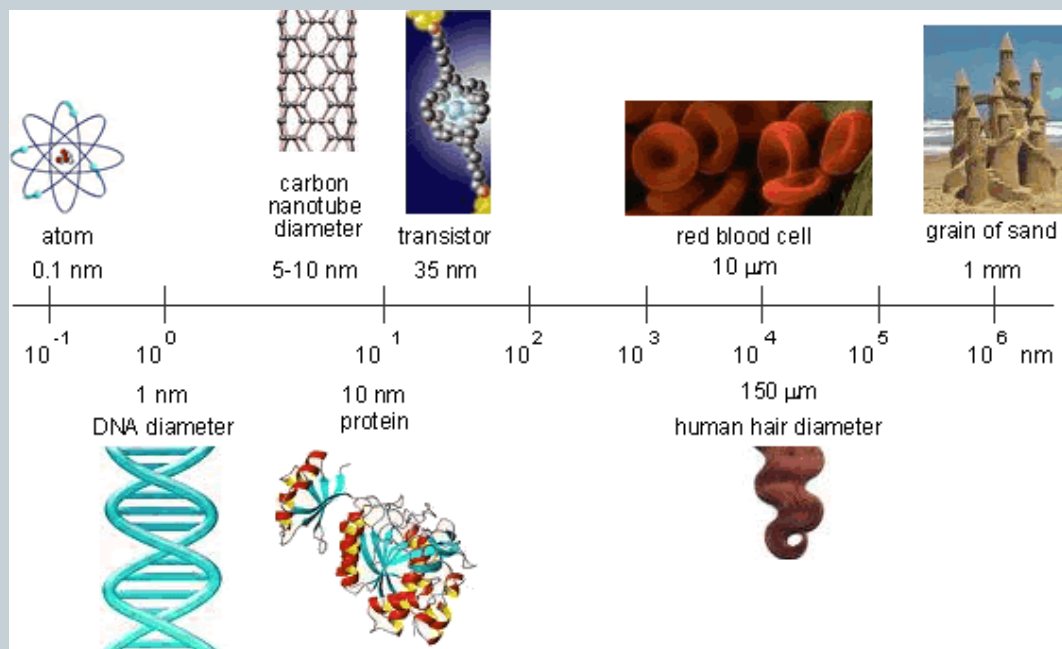 atom
0.1 nm
carbon
nanotube
diameter
5-10 nm
transistor
35 nm
red blood cell
10 µm
grain of sand
1 mm
10⁻¹ 10⁰ 10¹ 10² 10³ 10⁴ 10⁵ 10⁶ nm
1 nm
DNA diameter
10 nm
protein
150 µm
human hair diameter